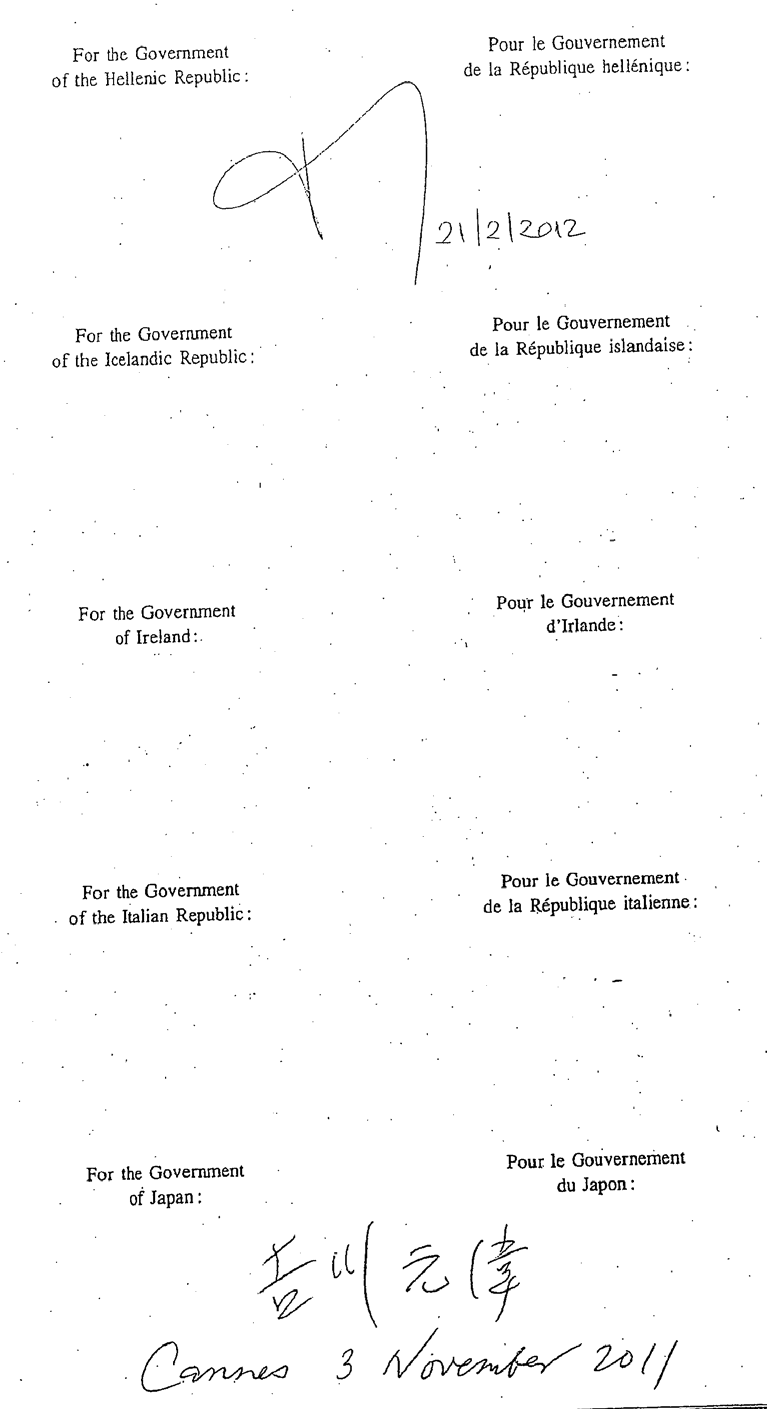 For the Government
of the Hellenic Republic:
Pour le Gouvernement
de la République hellénique:
21/2/2012
For the Government
of the Icelandic Republic:
Pour le Gouvernement
de la République islandaise:
For the Government
of Ireland:
Pour le Gouvernement
d'Irlande:
For the Government
of the Italian Republic:
Pour le Gouvernement
de la République italienne:
For the Government
of Japan:
Pour le Gouvernement
du Japon:
吉川元偉
Cannes 3 November 2011